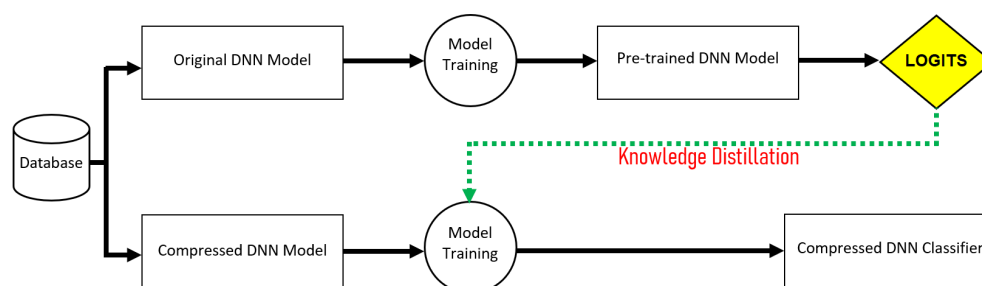 Original DNN Model
Model
Training
Pre-trained DNN Model
LOGITS
Database
Knowledge Distillation
Compressed DNN Model
Model
Training
Compressed DNN Classifier